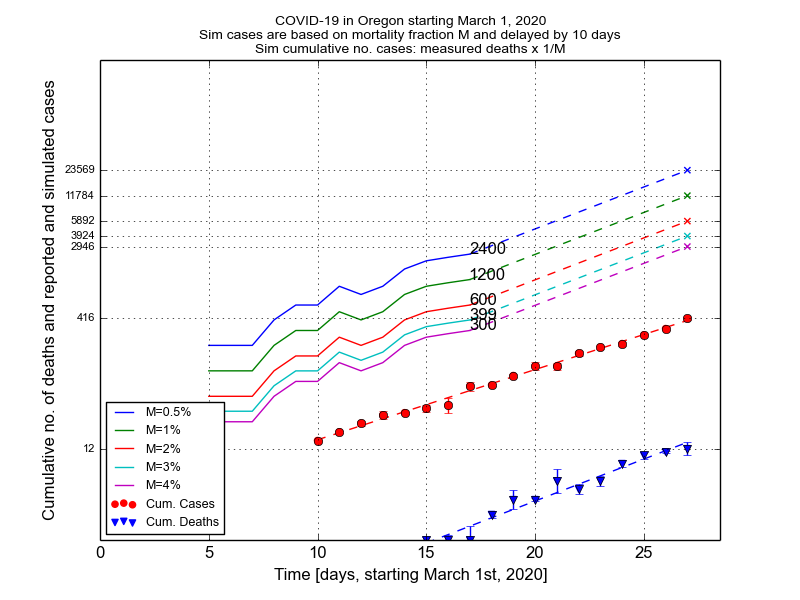 COVID-19 in Oregon starting March 1, 2020
Sim cases are based on mortality fraction M and delayed by 10 days
Sim cumulative no. cases: measured deaths x 1/M
Cumulative no. of deaths and reported and simulated cases
23569
11784
5892
3924
2946
416
12
2400
1200
600
399
300
M=0.5%
M=1%
M=2%
M=3%
M=4%
Cum. Cases
Cum. Deaths
0 5 10 15 20 25
Time [days, starting March 1st, 2020]